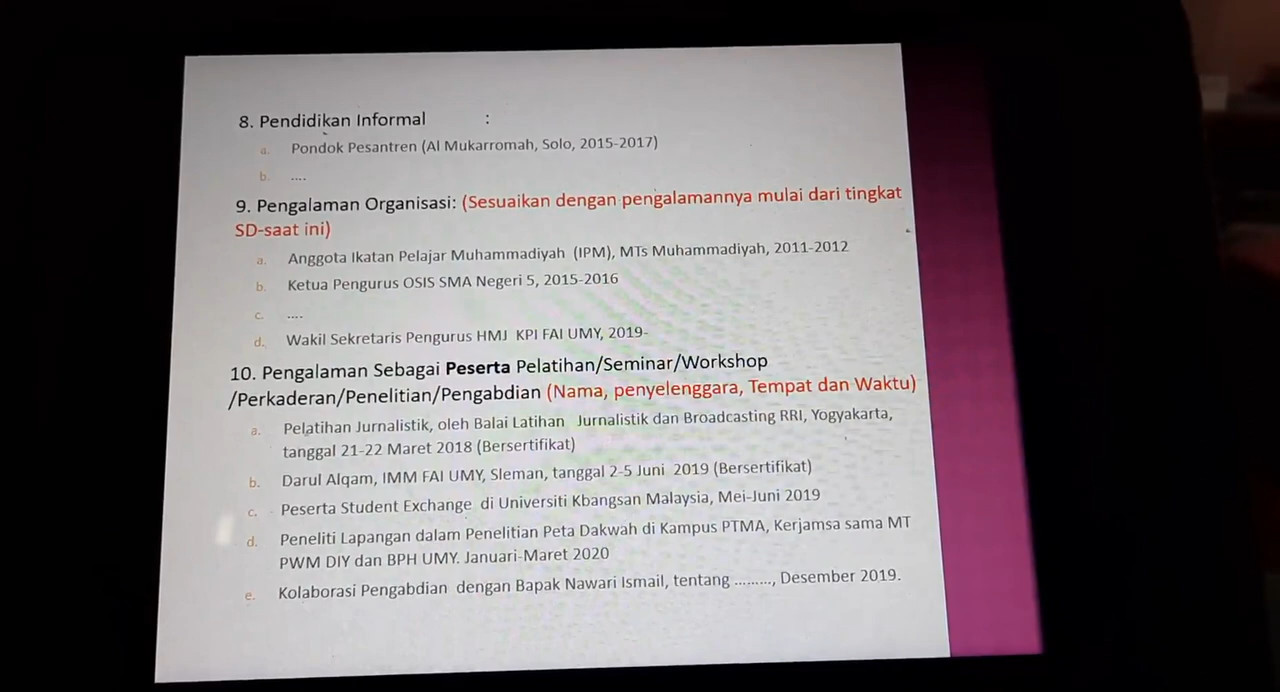 8. Pendidikan Informal :
a. Pondok Pesantren (Al Mukarromah, Solo, 2015-2017)
b. ....
9. Pengalaman Organisasi: (Sesuaikan dengan pengalamannya mulai dari tingkat
SD-saat ini)
a. Anggota Ikatan Pelajar Muhammadiyah (IPM), MTs Muhammadiyah, 2011-2012
b. Ketua Pengurus OSIS SMA Negeri 5, 2015-2016
c. ....
d. Wakil Sekretaris Pengurus HMJ KPI FAI UMY, 2019-
10. Pengalaman Sebagai Peserta Pelatihan/Seminar/Workshop
/Perkaderan/Penelitian/Pengabdian (Nama, penyelenggara, Tempat dan Waktu)
a. Pelatihan Jurnalistik, oleh Balai Latihan Jurnalistik dan Broadcasting RRI, Yogyakarta,
tanggal 21-22 Maret 2018 (Bersertifikat)
b. Darul Alqam, IMM FAI UMY, Sleman, tanggal 2-5 Juni 2019 (Bersertifikat)
c. Peserta Student Exchange di Universiti Kbangsan Malaysia, Mei-Juni 2019
d. Peneliti Lapangan dalam Penelitian Peta Dakwah di Kampus PTMA, Kerjamsa sama MT
PWM DIY dan BPH UMY. Januari-Maret 2020
e. Kolaborasi Pengabdian dengan Bapak Nawari Ismail, tentang ........., Desember 2019.